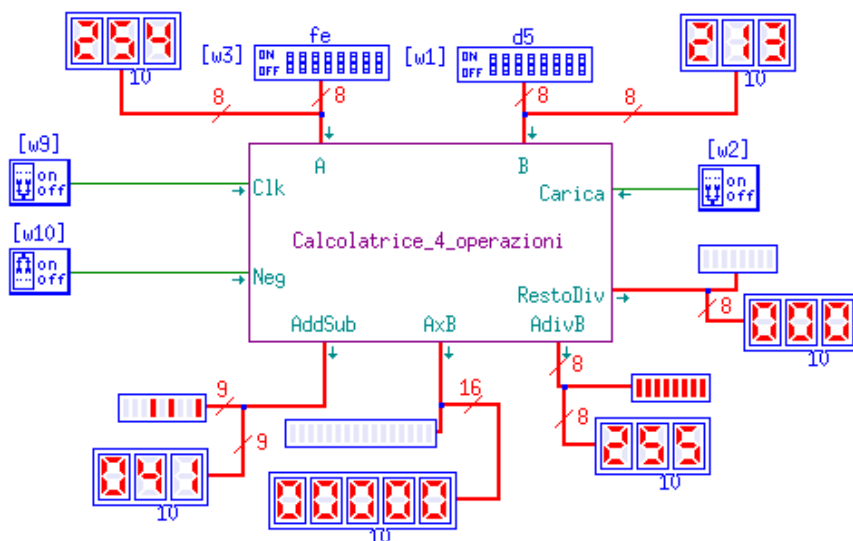 254
10
[w3]
fe
ON
OFF
8
8
[w1]
d5
ON
OFF
8
8
213
10
[w9]
on
off
A
B
[w2]
on
off
Clk
Carica
[w10]
on
off
Calcolatrice_4_operazioni
Neg
RestoDiv
8
000
10
AddSub
AxB
AdivB
8
9
16
9
8
041
10
00000
10
255
10